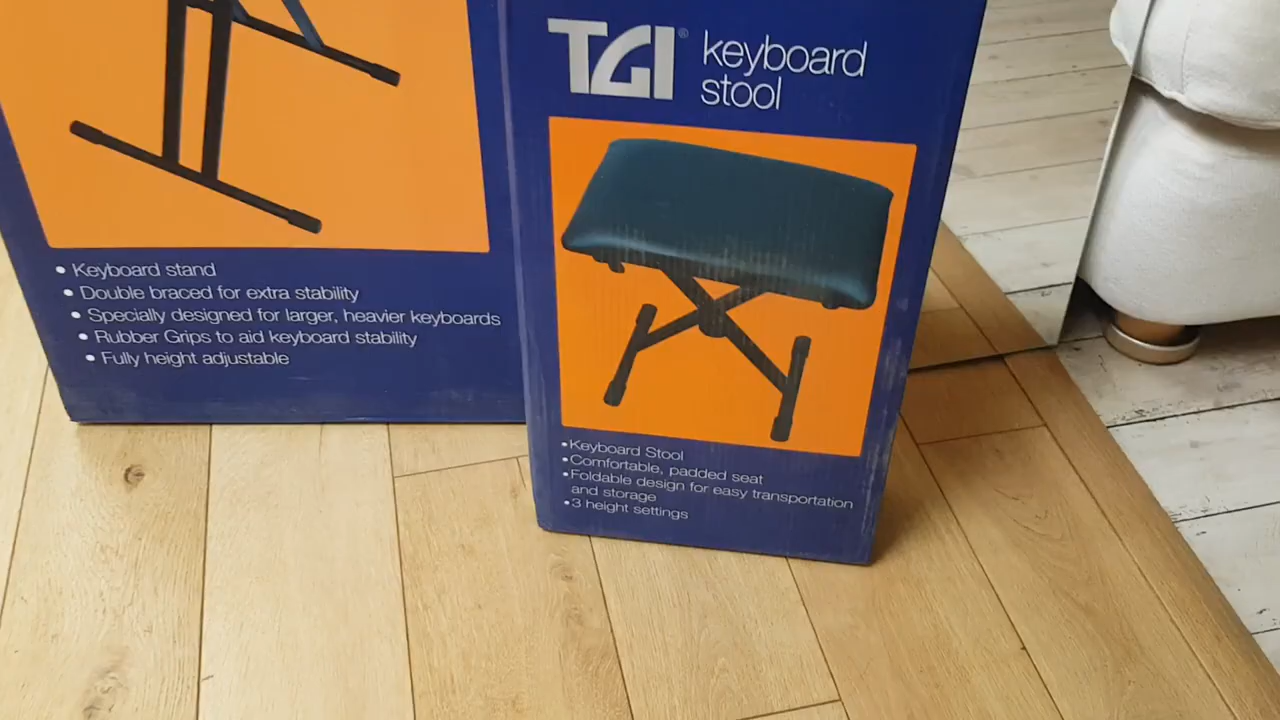 TGI® keyboard
stool
• Keyboard stand
• Double braced for extra stability
• Specially designed for larger, heavier keyboards
• Rubber Grips to aid keyboard stability
• Fully height adjustable
•Keyboard Stool
•Comfortable, padded seat
•Foldable design for easy transportation
and storage
•3 height settings